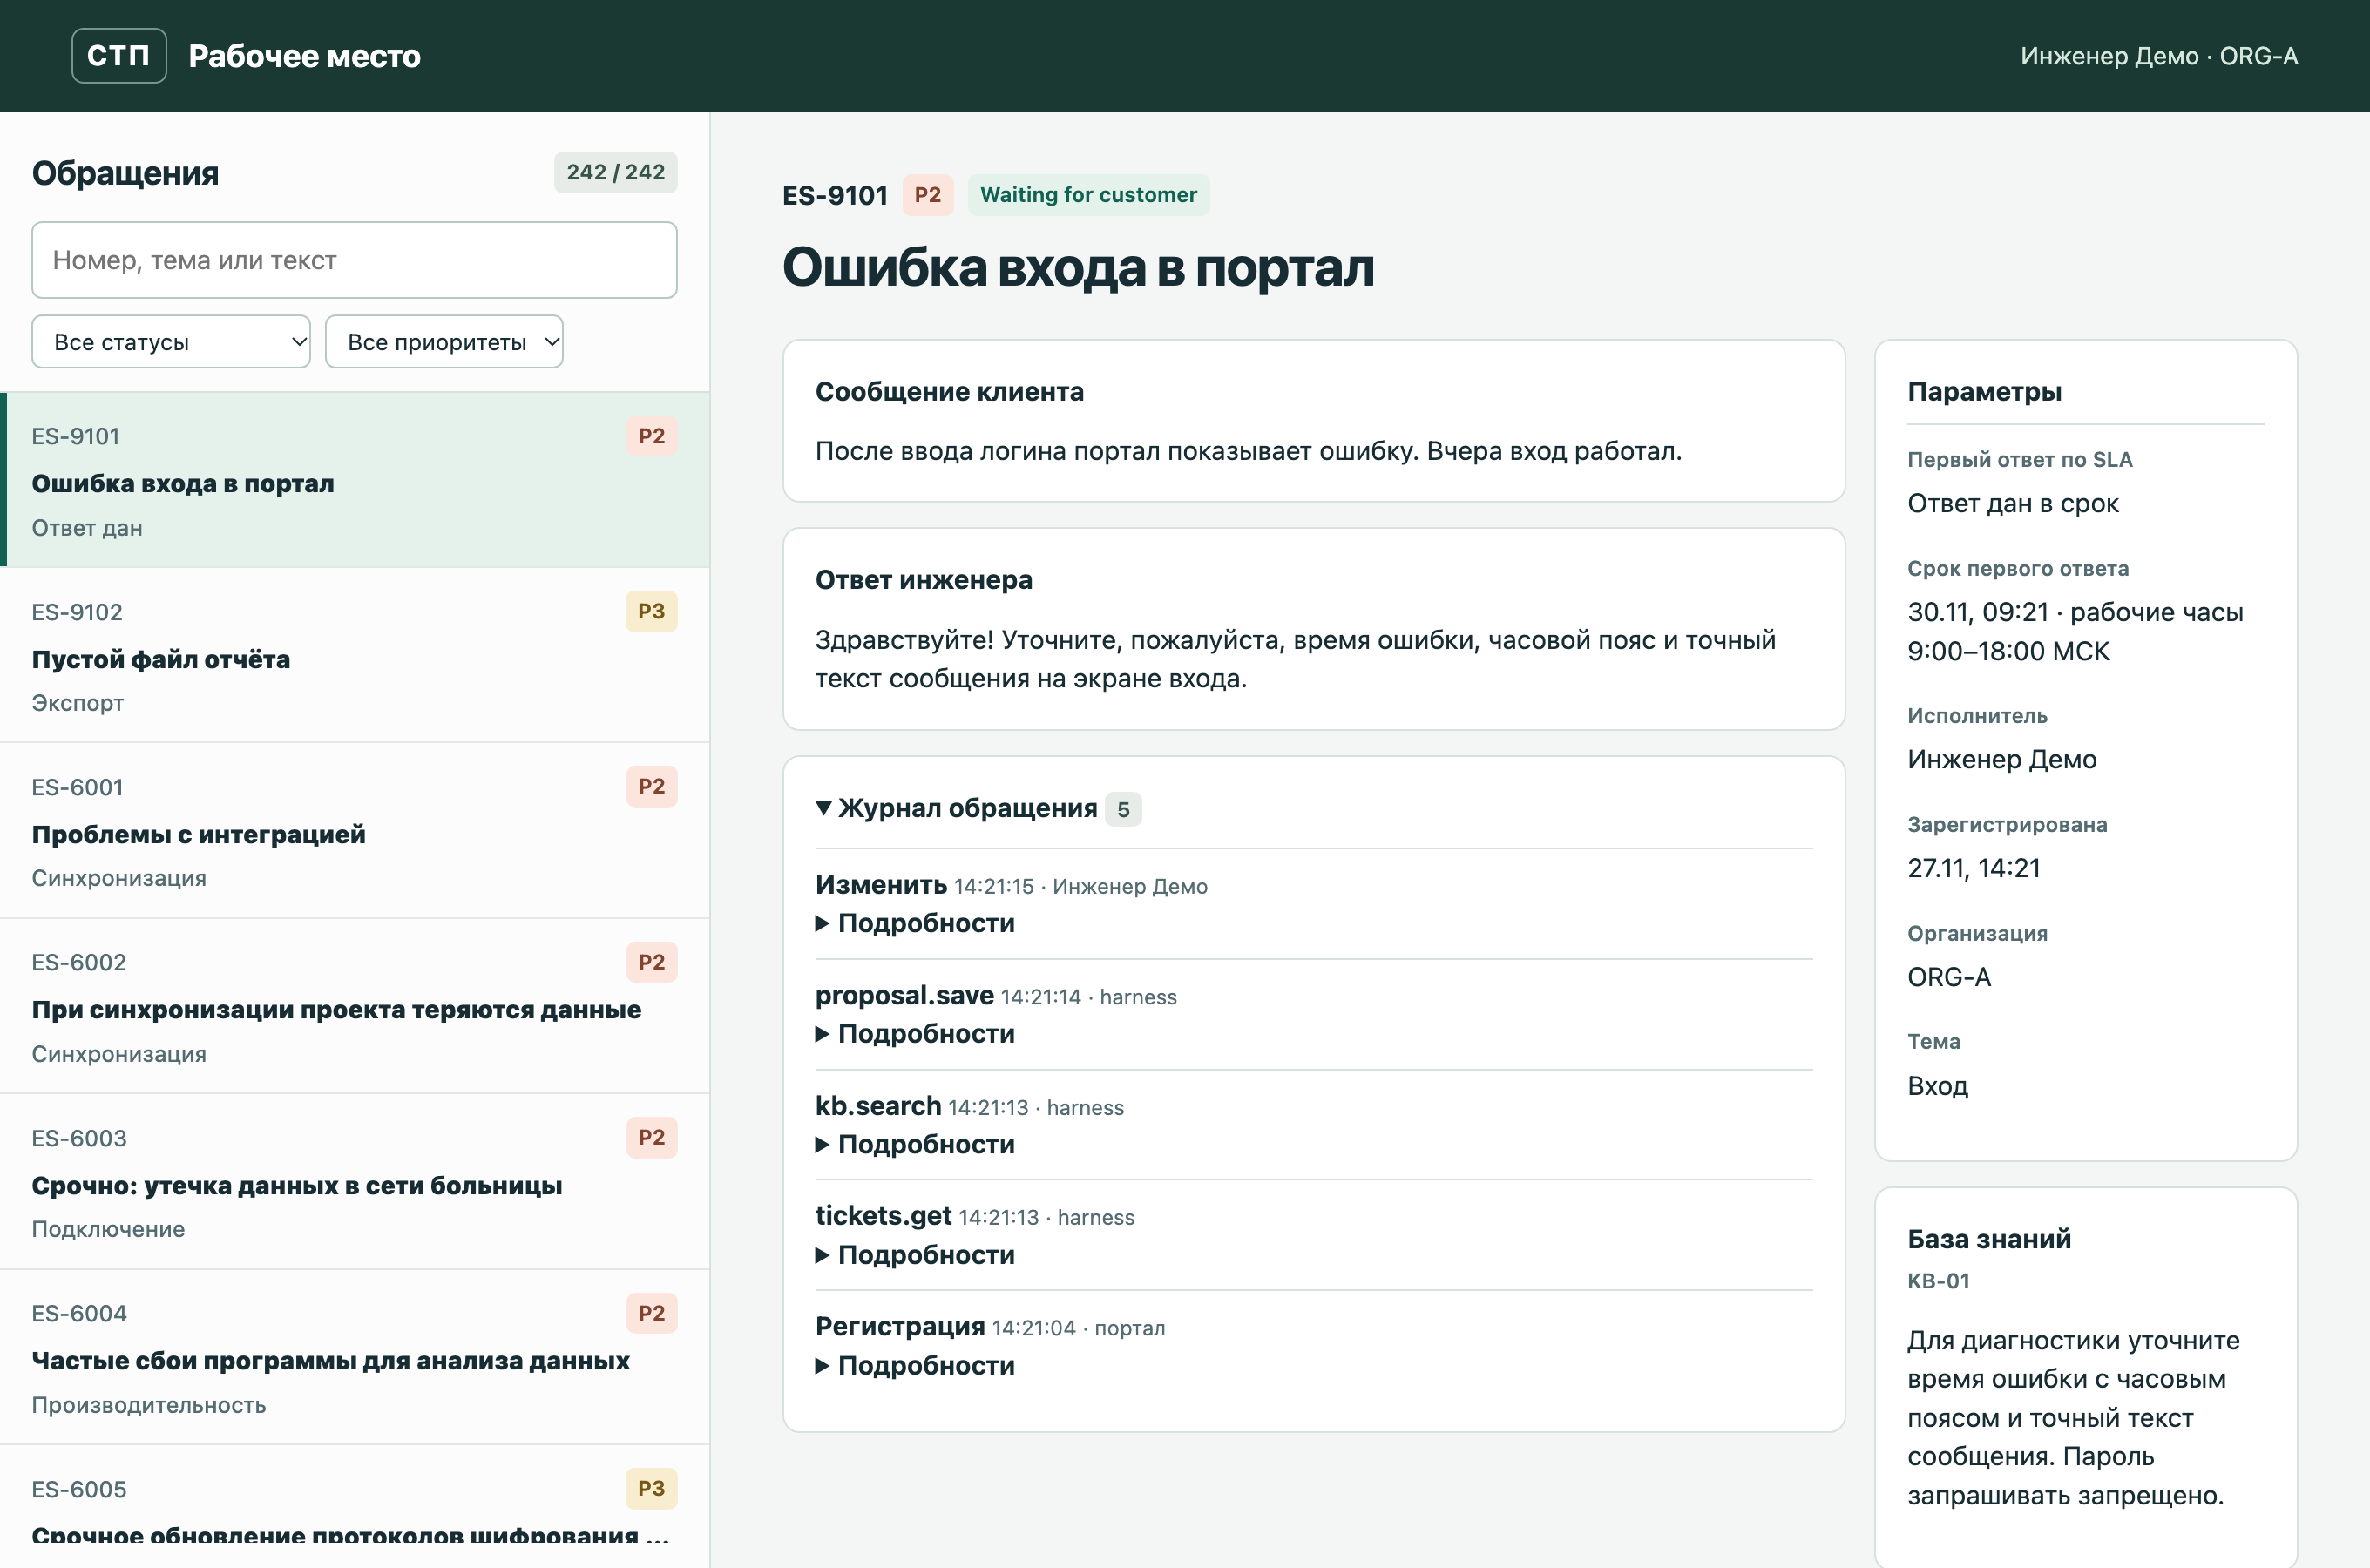 СТП
Рабочее место
Инженер Демо · ORG-A
Обращения
242 / 242
Номер, тема или текст
Все статусы
Все приоритеты
ES-9101
P2
Ошибка входа в портал
Ответ дан
ES-9102
P3
Пустой файл отчёта
Экспорт
ES-6001
P2
Проблемы с интеграцией
Синхронизация
ES-6002
P2
При синхронизации проекта теряются данные
Синхронизация
ES-6003
P2
Срочно: утечка данных в сети больницы
Подключение
ES-6004
P2
Частые сбои программы для анализа данных
Производительность
ES-6005
P3
Срочное обновление протоколов шифрования ...
ES-9101
P2
Waiting for customer
Ошибка входа в портал
Сообщение клиента
После ввода логина портал показывает ошибку. Вчера вход работал.
Ответ инженера
Здравствуйте! Уточните, пожалуйста, время ошибки, часовой пояс и точный
текст сообщения на экране входа.
Журнал обращения 5
Изменить 14:21:15 · Инженер Демо
Подробности
proposal.save 14:21:14 · harness
Подробности
kb.search 14:21:13 · harness
Подробности
tickets.get 14:21:13 · harness
Подробности
Регистрация 14:21:04 · портал
Подробности
Параметры
Первый ответ по SLA
Ответ дан в срок
Срок первого ответа
30.11, 09:21 · рабочие часы
9:00–18:00 МСК
Исполнитель
Инженер Демо
Зарегистрирована
27.11, 14:21
Организация
ORG-A
Тема
Вход
База знаний
KB-01
Для диагностики уточните
время ошибки с часовым
поясом и точный текст
сообщения. Пароль
запрашивать запрещено.